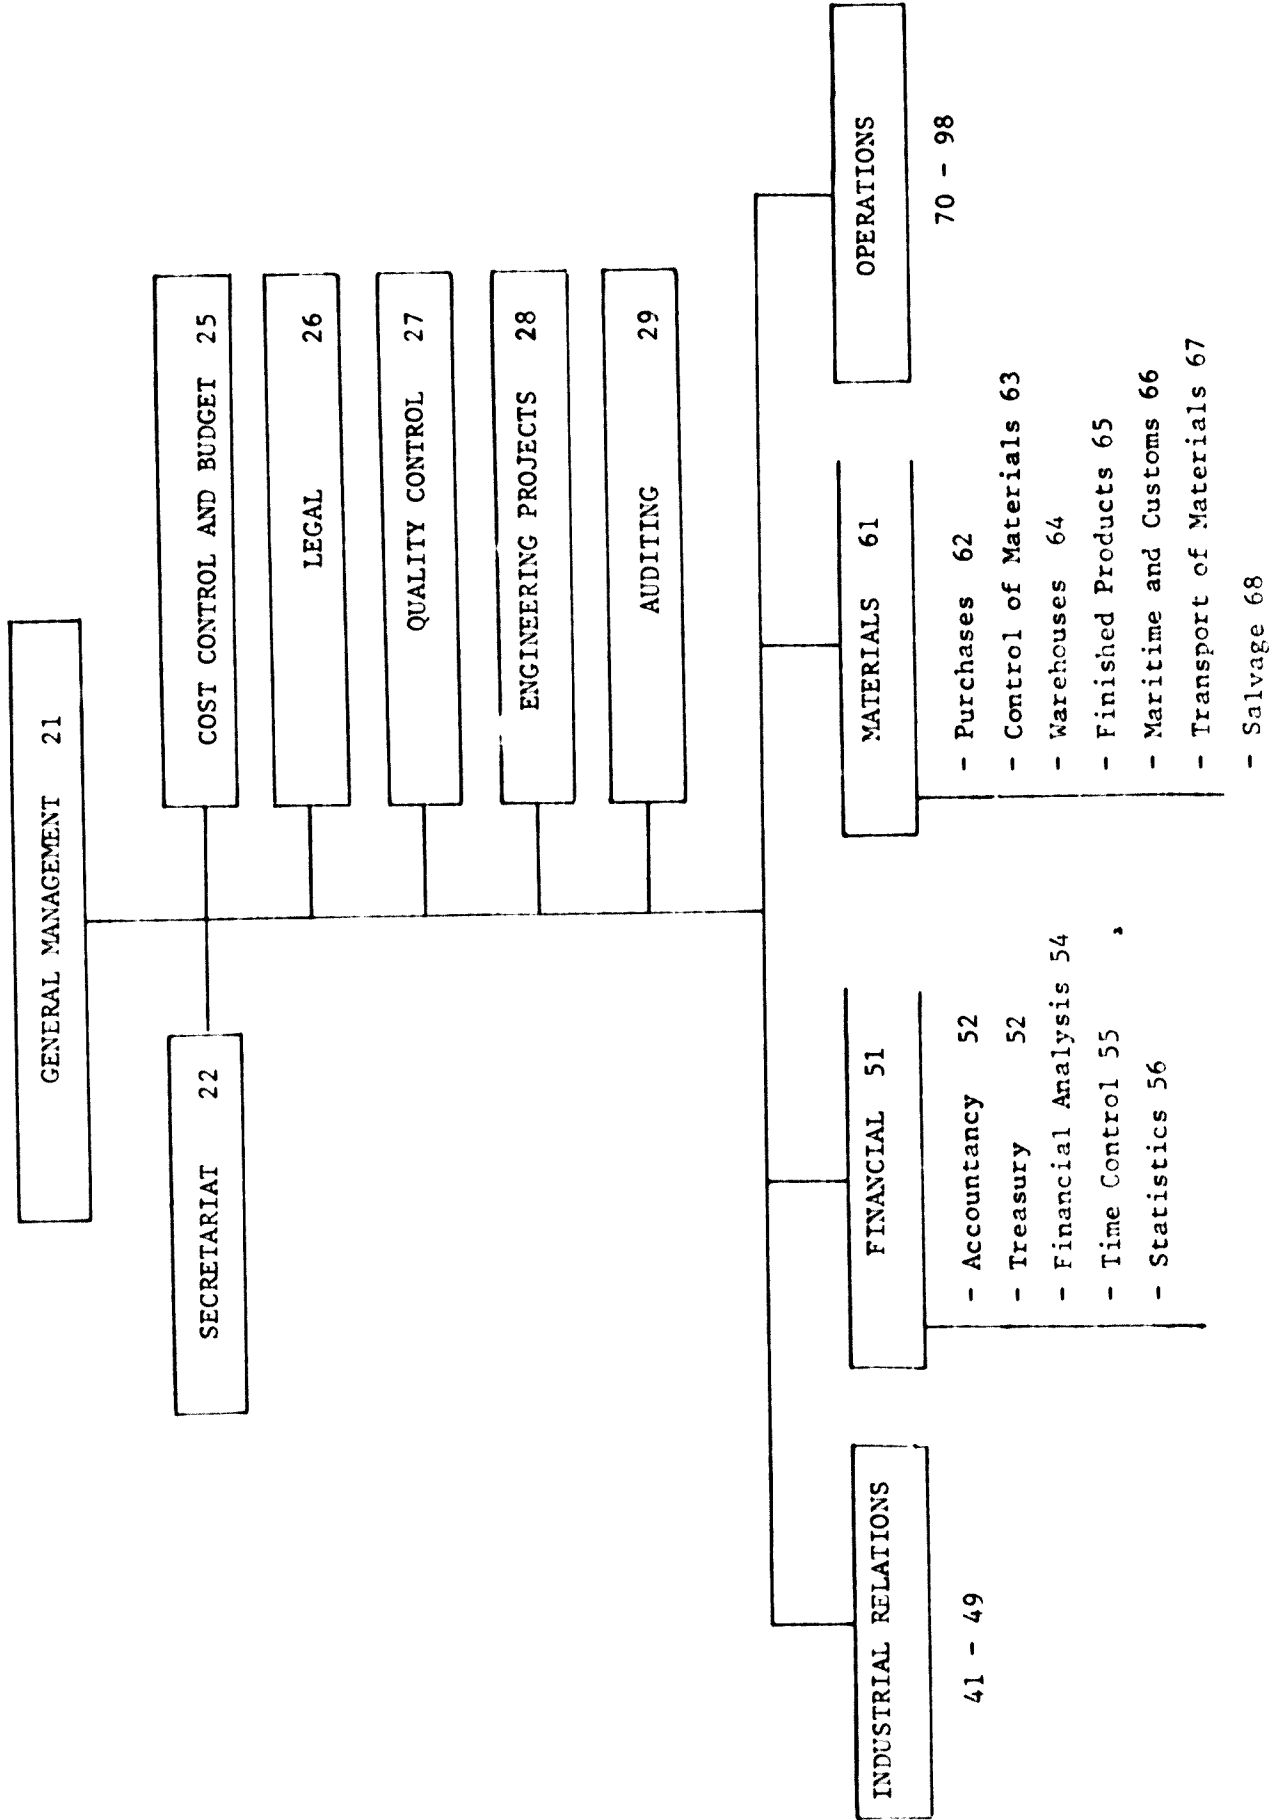 GENERAL MANAGEMENT 21
SECRETARIAT 22
COST CONTROL AND BUDGET 25
LEGAL 26
QUALITY CONTROL 27
ENGINEERING PROJECTS 28
AUDITING 29
INDUSTRIAL RELATIONS
41 - 49
FINANCIAL 51
- Accountancy 52
- Treasury 52
- Financial Analysis 54
- Time Control 55
- Statistics 56
MATERIALS 61
- Purchases 62
- Control of Materials 63
- Warehouses 64
- Finished Products 65
- Maritime and Customs 66
- Transport of Materials 67
- Salvage 68
OPERATIONS
70 - 98